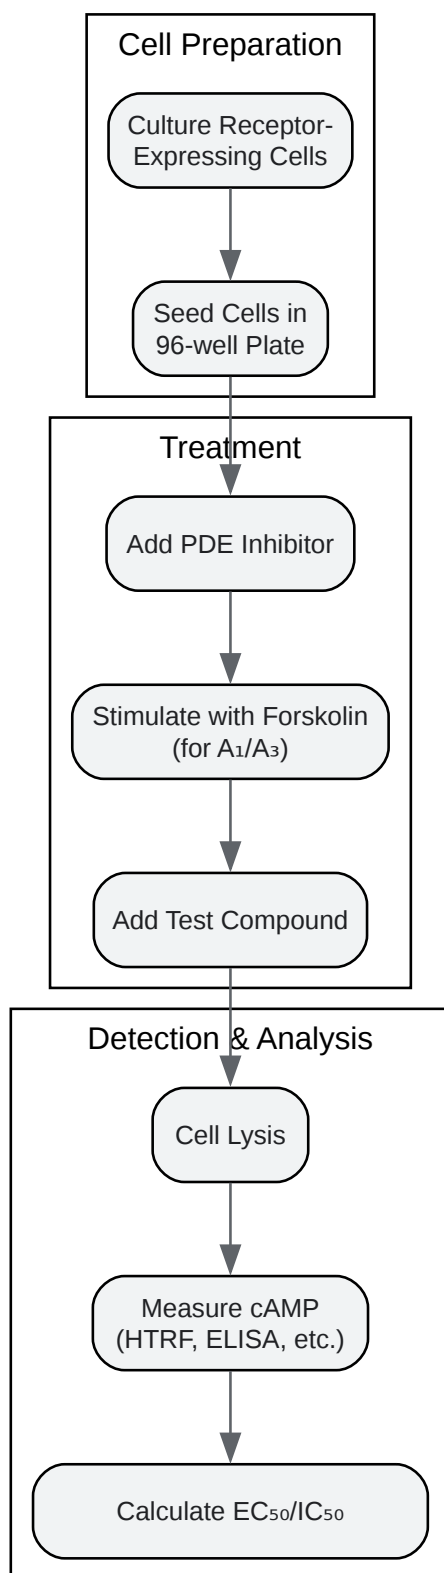 Cell Preparation
Culture Receptor-
Expressing Cells
Seed Cells in
96-well Plate
Treatment
Add PDE Inhibitor
Stimulate with Forskolin
(for A₁/A₃)
Add Test Compound
Detection & Analysis
Cell Lysis
Measure cAMP
(HTRF, ELISA, etc.)
Calculate EC₅₀/IC₅₀